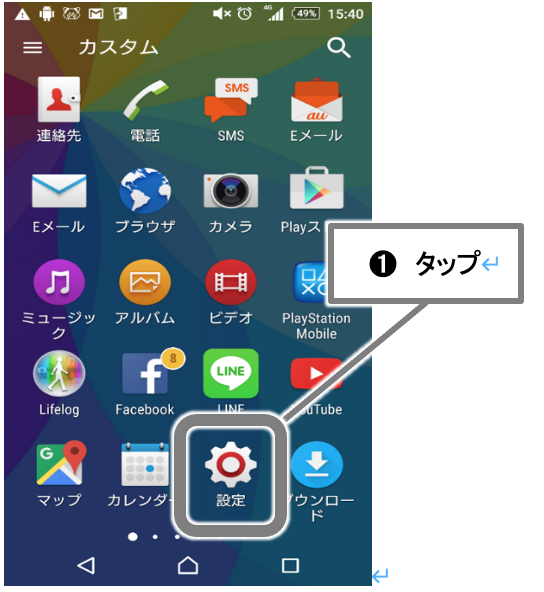 4G 49% 15:40
カスタム
SMS
au
連絡先 電話 SMS Eメール
Eメール ブラウザ カメラ Playス
❶ タップ↵
ミュージック アルバム ビデオ PlayStation Mobile
8
LINE
Lifelog Facebook LINE uTube
G
マップ カレンダ 設定 ウンロード
↵